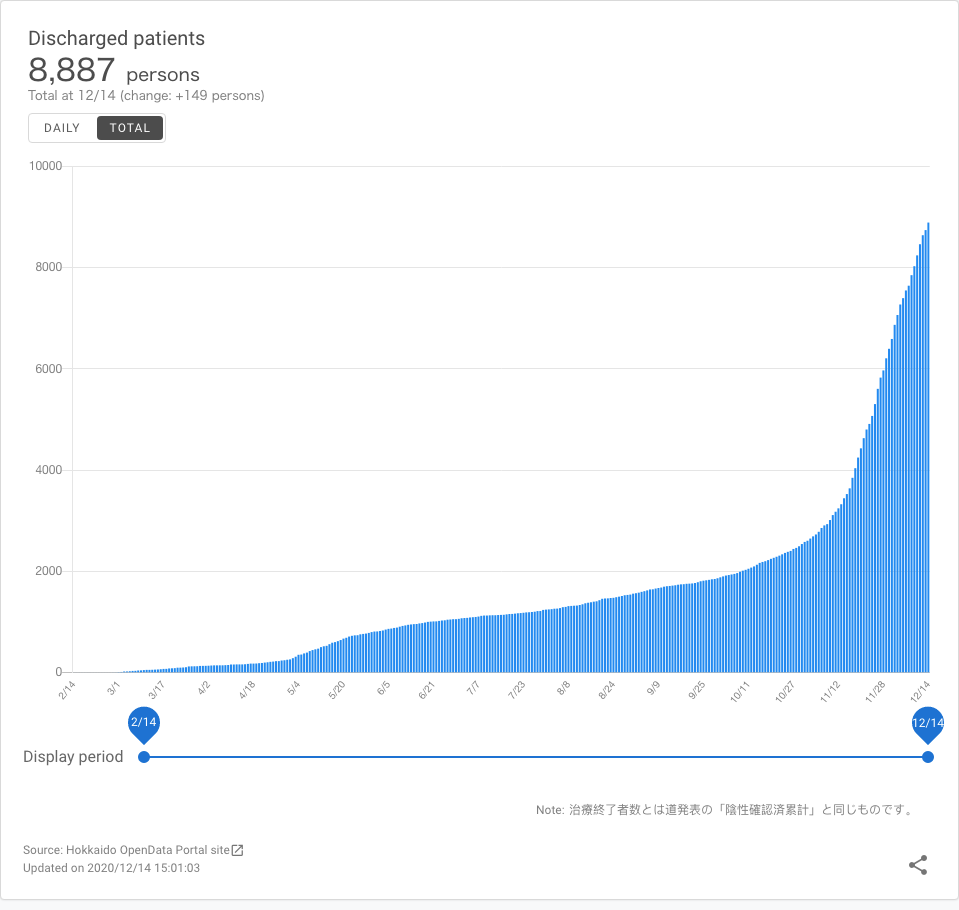 Discharged patients
8,887 persons
Total at 12/14 (change: +149 persons)
DAILY TOTAL
10000
8000
6000
4000
2000
0
2/14 3/1 3/17 4/2 4/18 5/4 5/20 6/5 6/21 7/7 7/23 8/8 8/24 9/9 9/25 10/11 10/27 11/12 11/28 12/14
2/14 12/14
Display period
Note: 治療終了者数とは道発表の「陰性確認済累計」と同じものです。
Source: Hokkaido OpenData Portal site
Updated on 2020/12/14 15:01:03